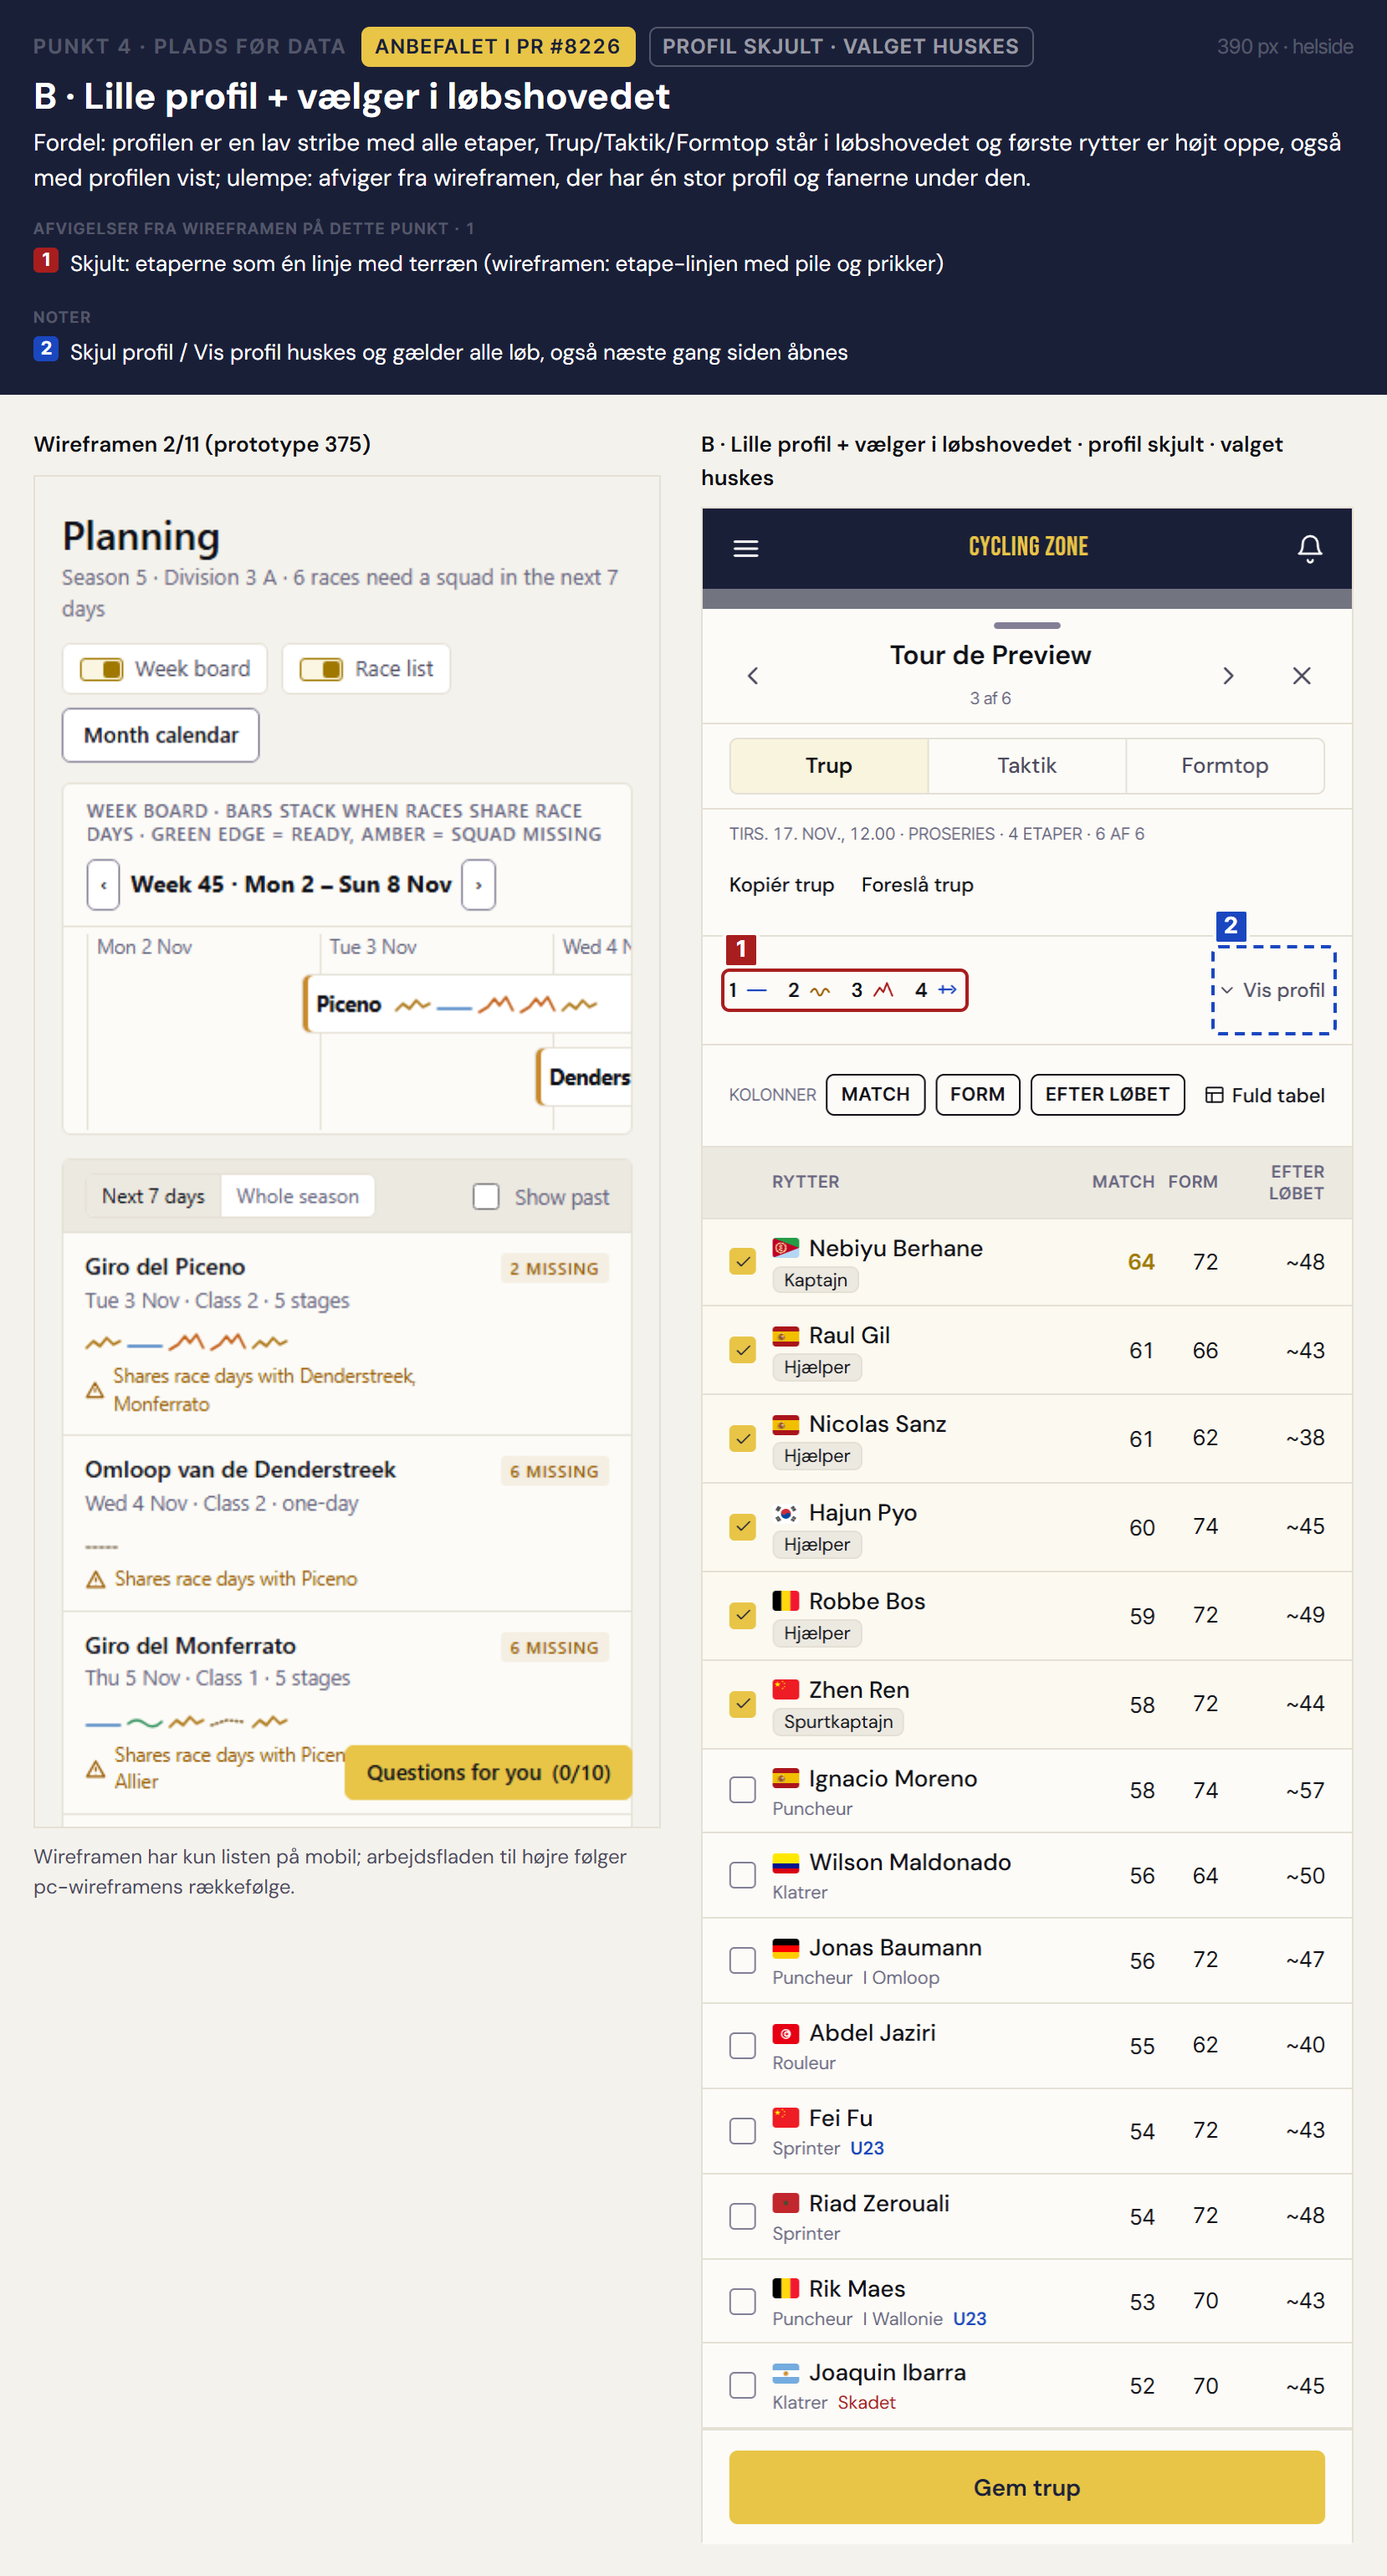 PUNKT 4 · PLADS FØR DATA ANBEFALET I PR #8226 PROFIL SKJULT · VALGET HUSKES 390 px · helside
B · Lille profil + vælger i løbshovedet
Fordel: profilen er en lav stribe med alle etaper, Trup/Taktik/Formtop står i løbshovedet og første rytter er højt oppe, også
med profilen vist; ulempe: afviger fra wireframen, der har én stor profil og fanerne under den.
AFVIGELSER FRA WIREFRAMEN PÅ DETTE PUNKT · 1
1 Skjult: etaperne som én linje med terræn (wireframen: etape-linjen med pile og prikker)
NOTER
2 Skjul profil / Vis profil huskes og gælder alle løb, også næste gang siden åbnes
Wireframen 2/11 (prototype 375)
Planning
Season 5 · Division 3 A · 6 races need a squad in the next 7
days
Week board Race list
Month calendar
WEEK BOARD · BARS STACK WHEN RACES SHARE RACE
DAYS · GREEN EDGE = READY, AMBER = SQUAD MISSING
‹ Week 45 · Mon 2 – Sun 8 Nov ›
Mon 2 Nov Tue 3 Nov Wed 4 N
Piceno
Denders
Next 7 days Whole season Show past
Giro del Piceno 2 MISSING
Tue 3 Nov · Class 2 · 5 stages
Shares race days with Denderstreek,
Monferrato
Omloop van de Denderstreek 6 MISSING
Wed 4 Nov · Class 2 · one-day
Shares race days with Piceno
Giro del Monferrato 6 MISSING
Thu 5 Nov · Class 1 · 5 stages
Shares race days with Picen
Allier
Questions for you (0/10)
Wireframen har kun listen på mobil; arbejdsfladen til højre følger
pc-wireframens rækkefølge.
B · Lille profil + vælger i løbshovedet · profil skjult · valget
huskes
CYCLING ZONE
Tour de Preview
3 af 6
Trup Taktik Formtop
TIRS. 17. NOV., 12.00 · PROSERIES · 4 ETAPER · 6 AF 6
Kopiér trup Foreslå trup
1 2
1 2 3 4 Vis profil
KOLONNER MATCH FORM EFTER LØBET Fuld tabel
RYTTER MATCH FORM EFTER
LØBET
Nebiyu Berhane 64 72 ~48
Kaptajn
Raul Gil 61 66 ~43
Hjælper
Nicolas Sanz 61 62 ~38
Hjælper
Hajun Pyo 60 74 ~45
Hjælper
Robbe Bos 59 72 ~49
Hjælper
Zhen Ren 58 72 ~44
Spurtkaptajn
Ignacio Moreno 58 74 ~57
Puncheur
Wilson Maldonado 56 64 ~50
Klatrer
Jonas Baumann 56 72 ~47
Puncheur I Omloop
Abdel Jaziri 55 62 ~40
Rouleur
Fei Fu 54 72 ~43
Sprinter U23
Riad Zerouali 54 72 ~48
Sprinter
Rik Maes 53 70 ~43
Puncheur I Wallonie U23
Joaquin Ibarra 52 70 ~45
Klatrer Skadet
Gem trup